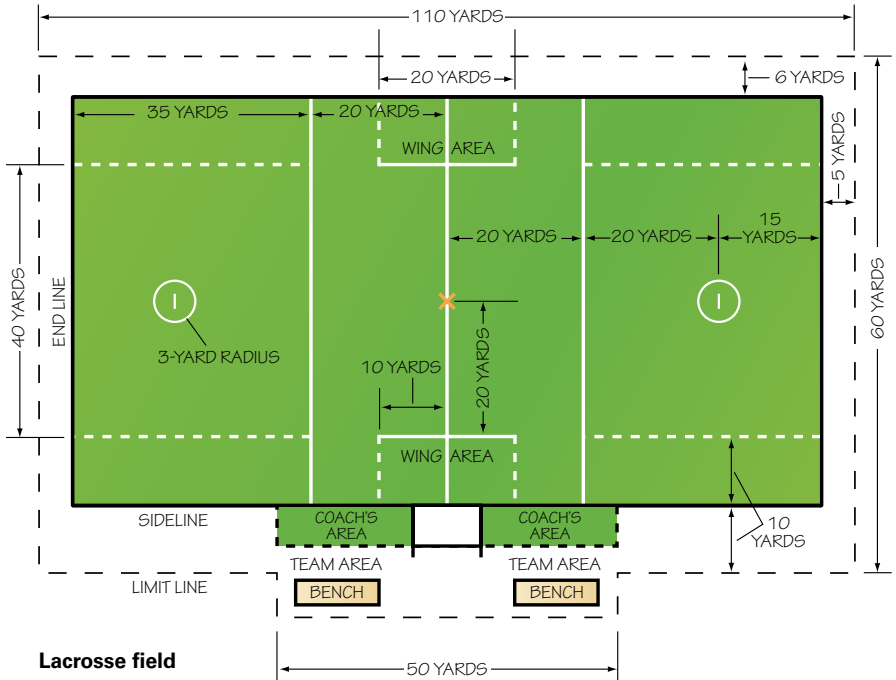 110 YARDS
20 YARDS
6 YARDS
35 YARDS
20 YARDS
WING AREA
5 YARDS
20 YARDS
20 YARDS
15
YARDS
40 YARDS
END LINE
60 YARDS
3-YARD RADIUS
10 YARDS
20 YARDS
WING AREA
SIDELINE
COACH'S
AREA
COACH'S
AREA
10
YARDS
TEAM AREA
TEAM AREA
LIMIT LINE
BENCH
BENCH
Lacrosse field
50 YARDS